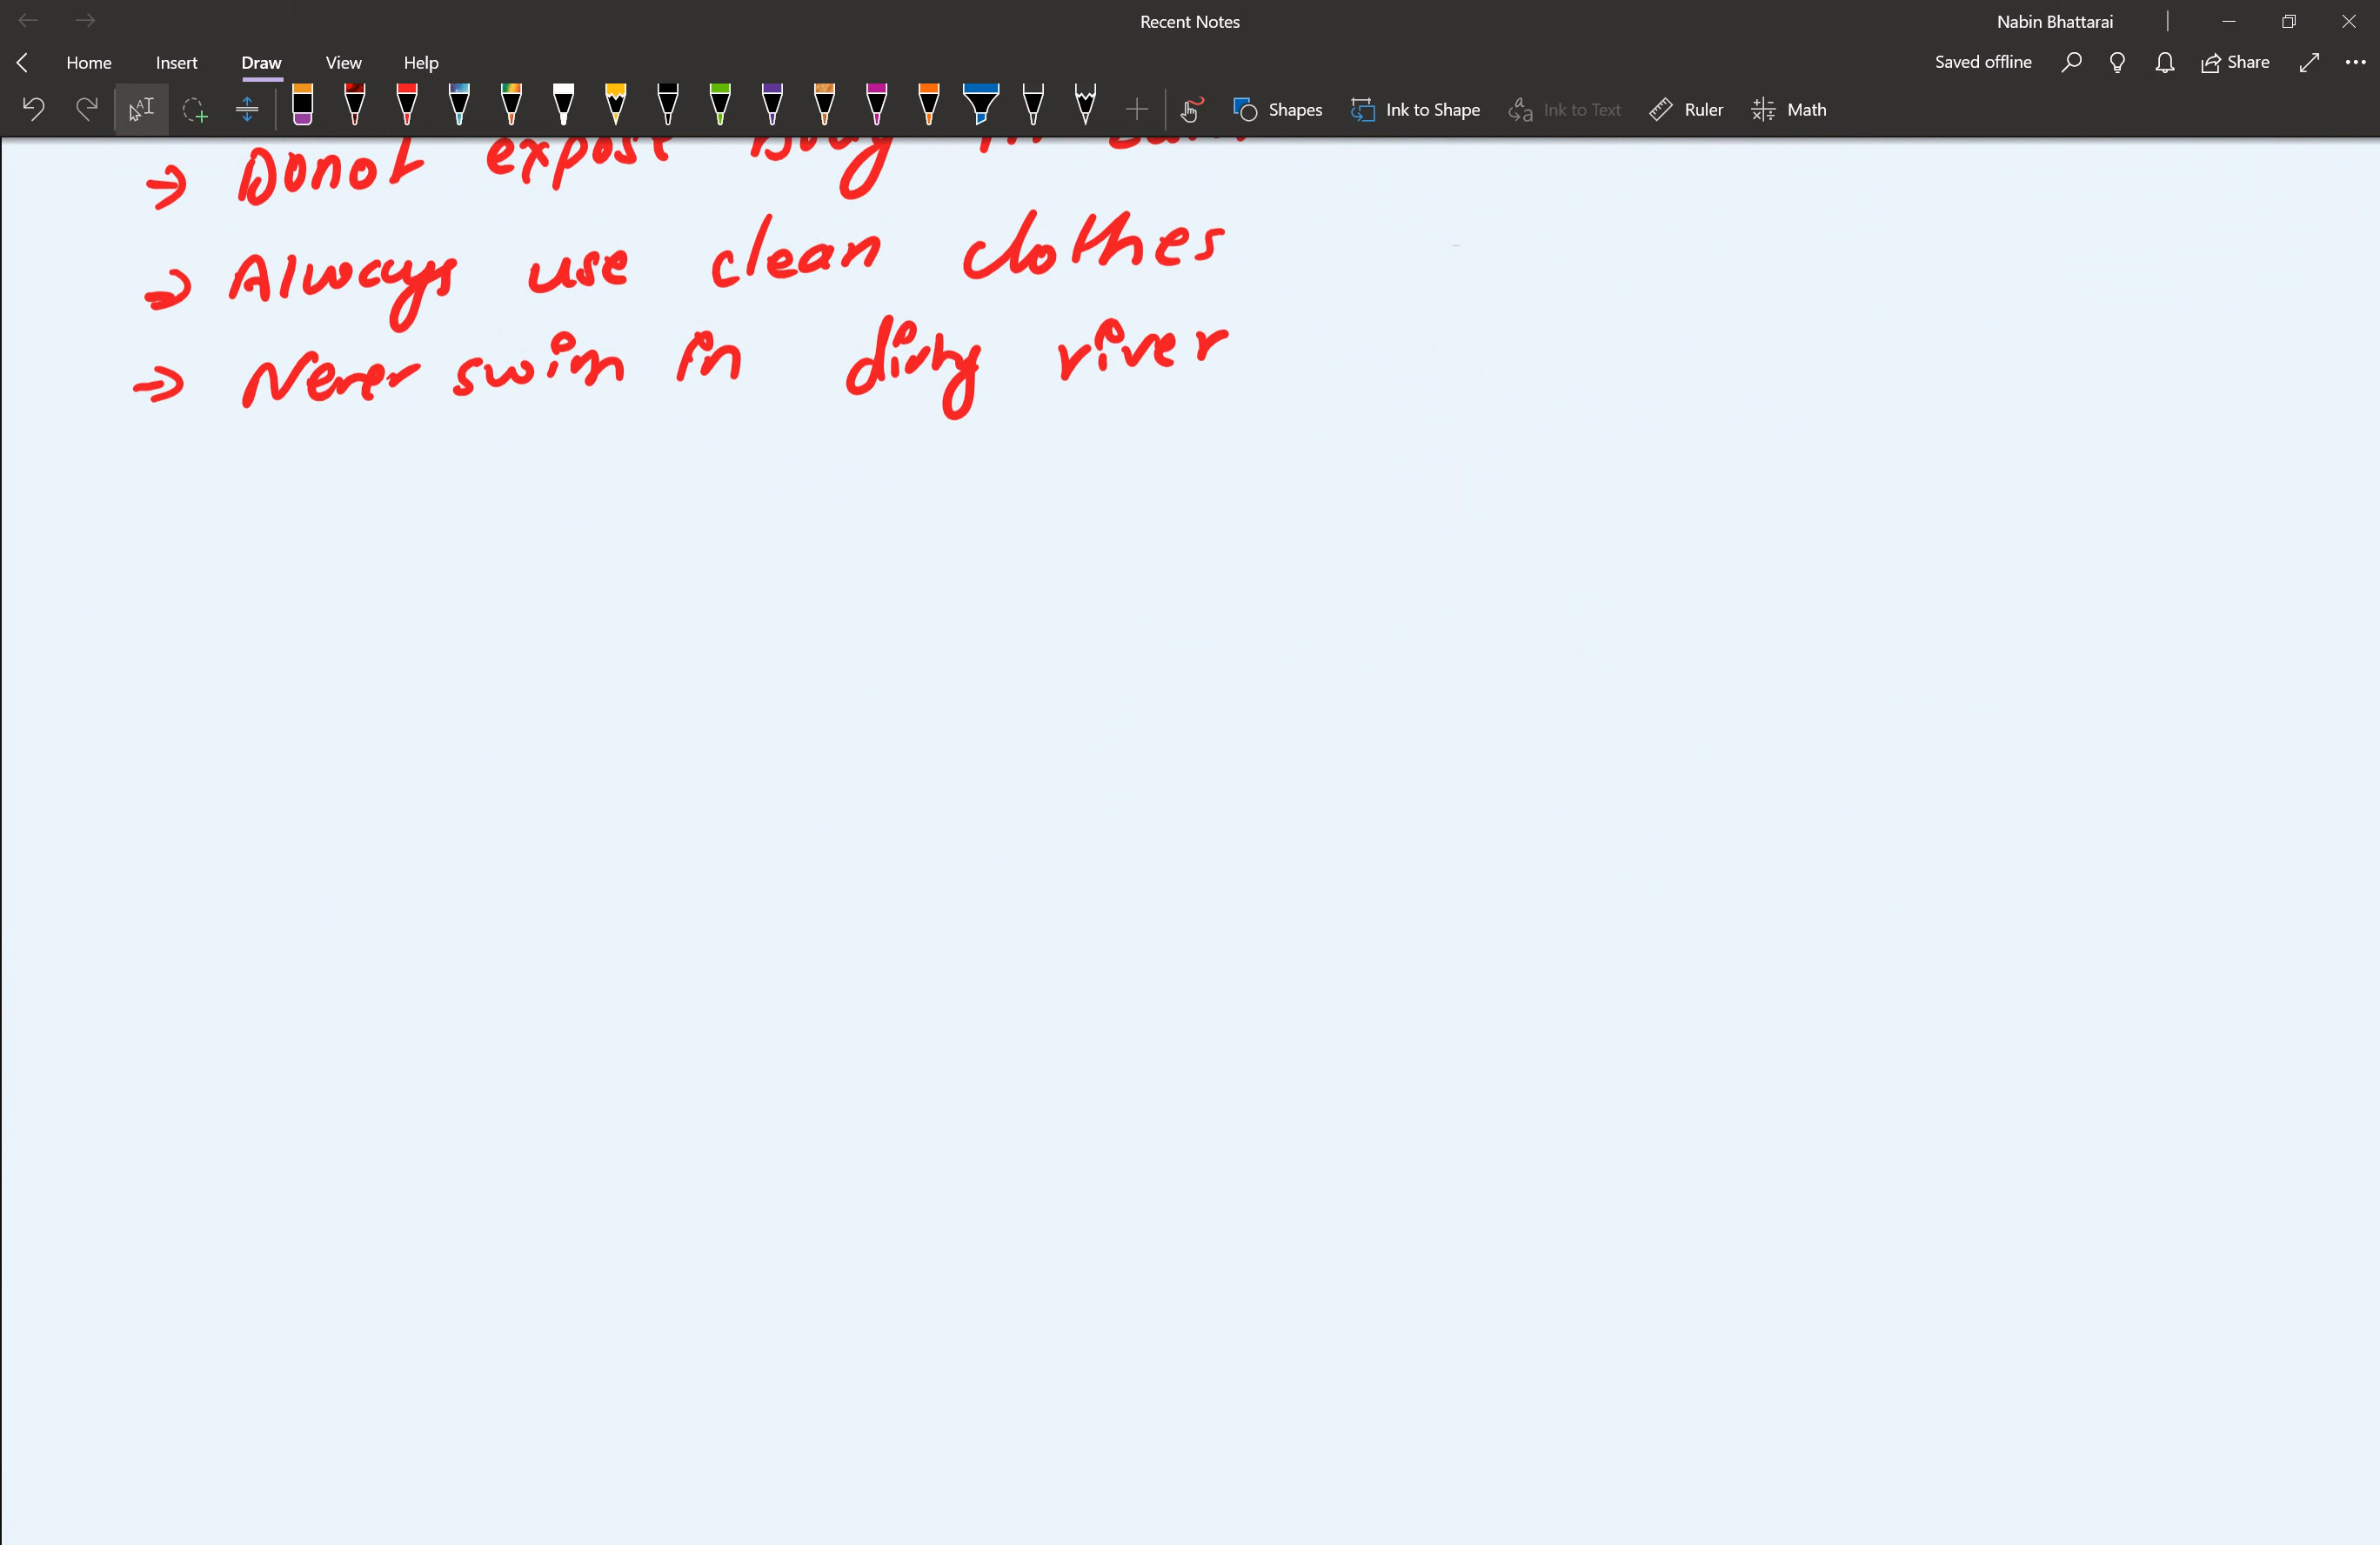 Recent Notes Nabin Bhattarai
Home Insert Draw View Help Saved offline Share
Shapes Ink to Shape Ink to Text Ruler Math
→ Donot expose
→ Always use clean clothes
→ Never swim in dirty river